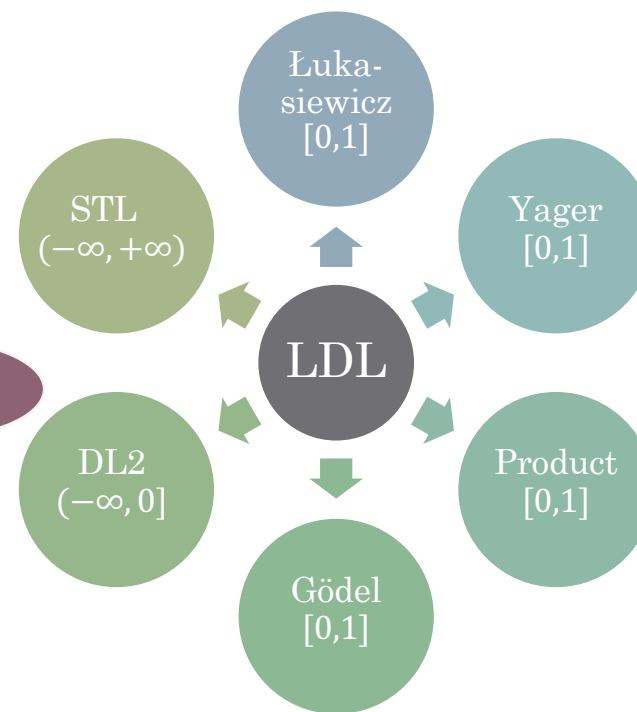 Łuka-
siewicz
[0,1]
STL
(−∞, +∞)
Yager
[0,1]
LDL
DL2
(−∞, 0]
Product
[0,1]
Gödel
[0,1]